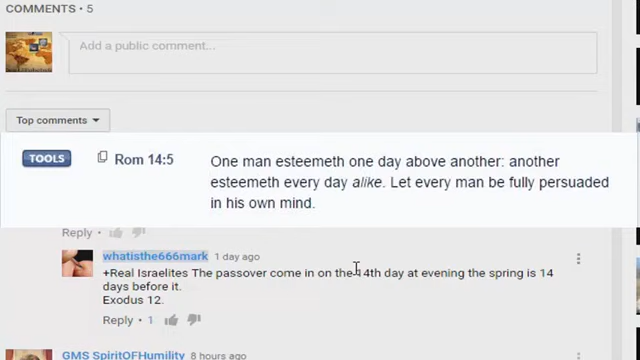 COMMENTS • 5
Add a public comment...
Top comments
TOOLS Rom 14:5 One man esteemeth one day above another: another
esteemeth every day alike. Let every man be fully persuaded
in his own mind.
Reply
whatisthe666mark 1 day ago
+Real Israelites The passover come in on the 14th day at evening the spring is 14
days before it.
Exodus 12.
Reply • 1
GMS SpiritOFHumility 8 hours ago